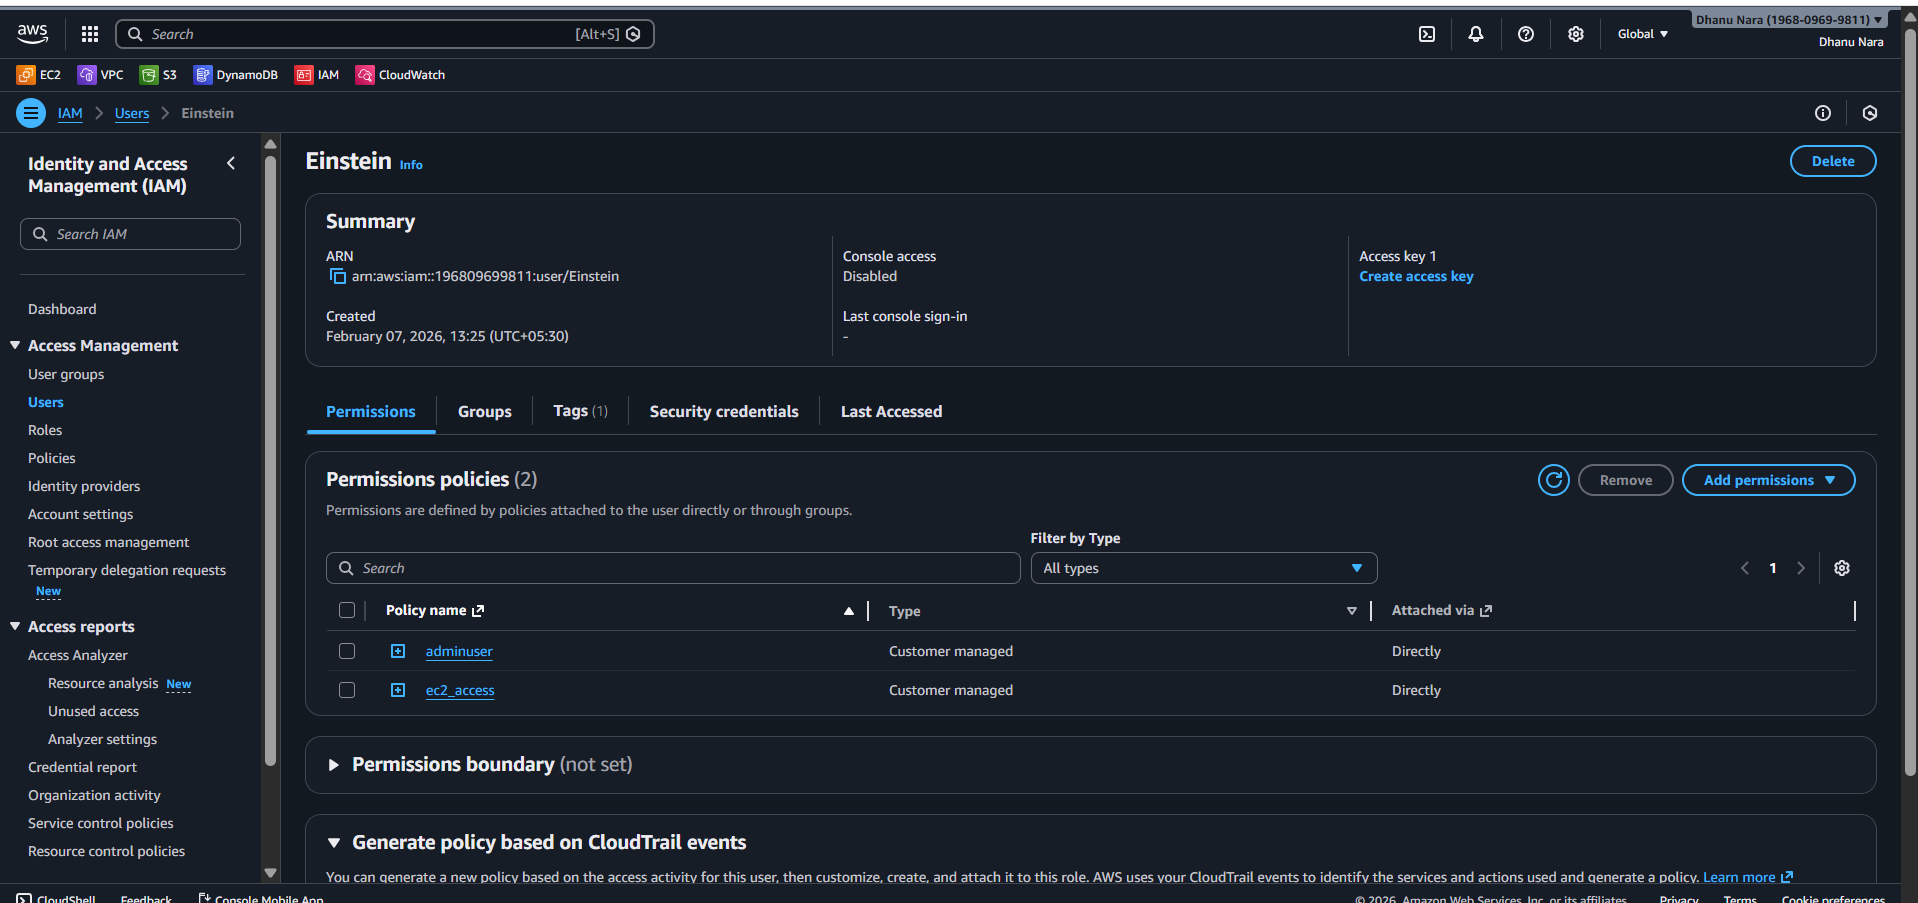 aws
Search [Alt+S]
Global
Dhanu Nara (1968-0969-9811)
Dhanu Nara
EC2 VPC S3 DynamoDB IAM CloudWatch
IAM Users Einstein
Identity and Access
Management (IAM)
Search IAM
Dashboard
Access Management
User groups
Users
Roles
Policies
Identity providers
Account settings
Root access management
Temporary delegation requests
New
Access reports
Access Analyzer
Resource analysis New
Unused access
Analyzer settings
Credential report
Organization activity
Service control policies
Resource control policies
Einstein Info
Delete
Summary
ARN
arn:aws:iam::196809699811:user/Einstein
Created
February 07, 2026, 13:25 (UTC+05:30)
Console access
Disabled
Last console sign-in
-
Access key 1
Create access key
Permissions Groups Tags (1) Security credentials Last Accessed
Permissions policies (2)
Remove
Add permissions
Permissions are defined by policies attached to the user directly or through groups.
Filter by Type
Search
All types
1
Policy name Type Attached via
adminuser Customer managed Directly
ec2_access Customer managed Directly
Permissions boundary (not set)
Generate policy based on CloudTrail events
You can generate a new policy based on the access activity for this user, then customize, create, and attach it to this role. AWS uses your CloudTrail events to identify the services and actions used and generate a policy. Learn more
CloudShell Feedback Console Mobile App
© 2026, Amazon Web Services, Inc. or its affiliates. Privacy Terms Cookie preferences